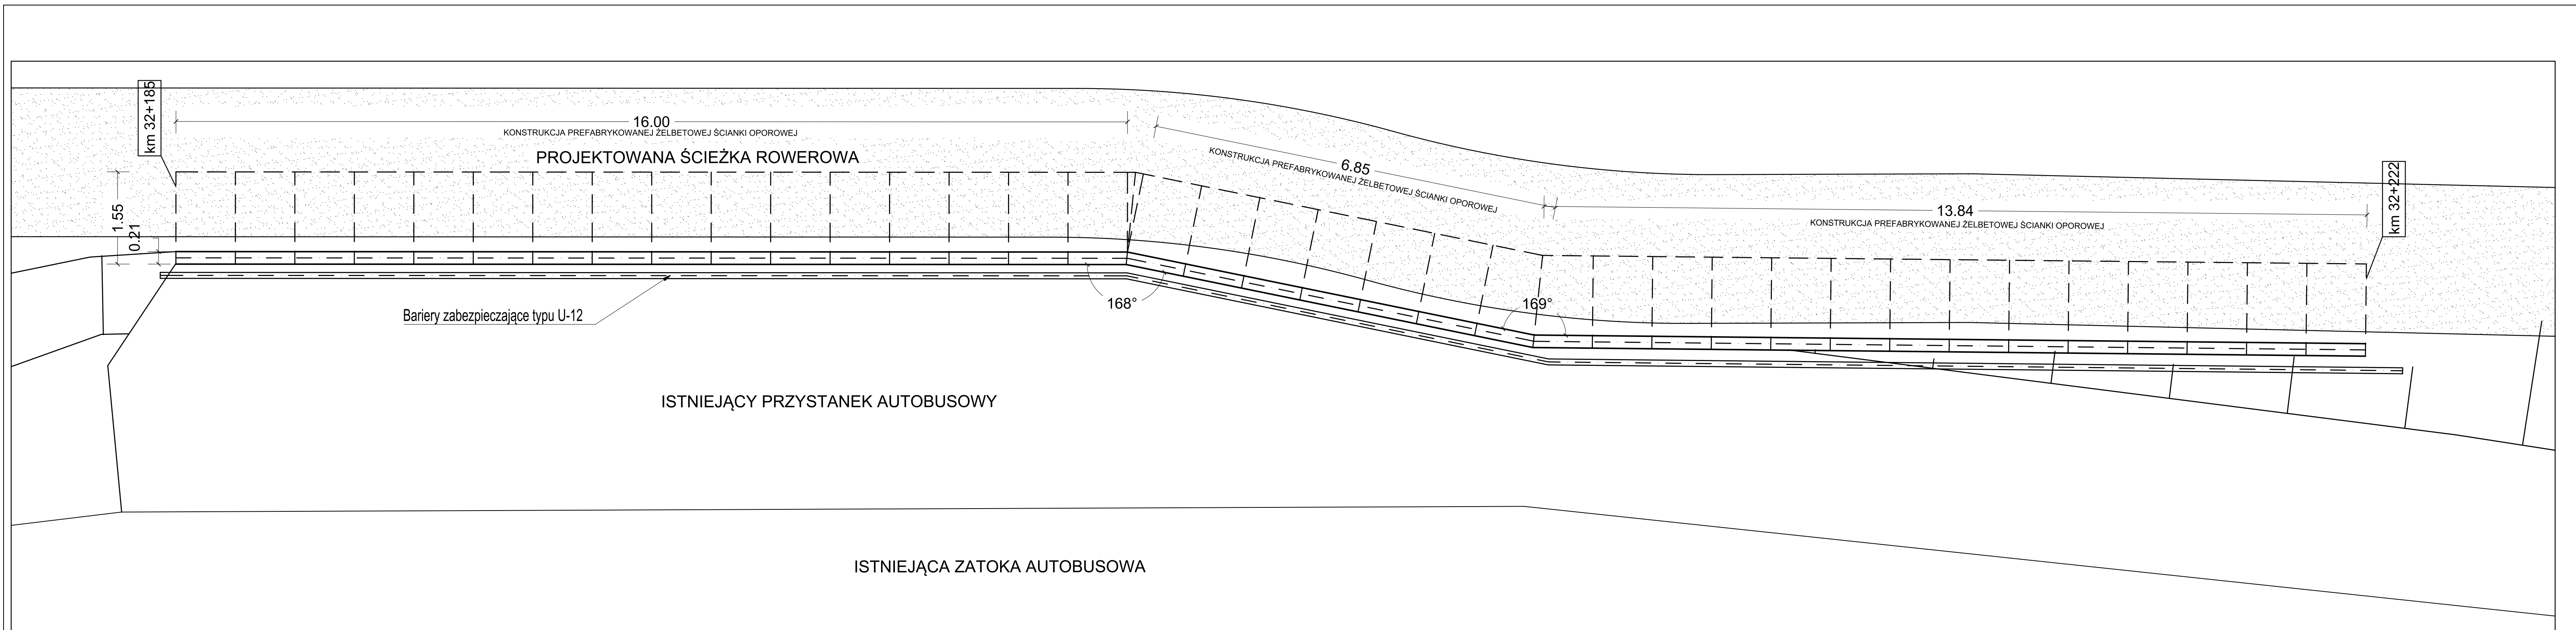 km 32+185
16.00
KONSTRUKCJA PREFABRYKOWANEJ ŻELBETOWEJ ŚCIANKI OPOROWEJ
PROJEKTOWANA ŚCIEŻKA ROWEROWA
6.85
KONSTRUKCJA PREFABRYKOWANEJ ŻELBETOWEJ ŚCIANKI OPOROWEJ
13.84
KONSTRUKCJA PREFABRYKOWANEJ ŻELBETOWEJ ŚCIANKI OPOROWEJ
km 32+222
1.55
0.21
168°
169°
Bariery zabezpieczające typu U-12
ISTNIEJĄCY PRZYSTANEK AUTOBUSOWY
ISTNIEJĄCA ZATOKA AUTOBUSOWA